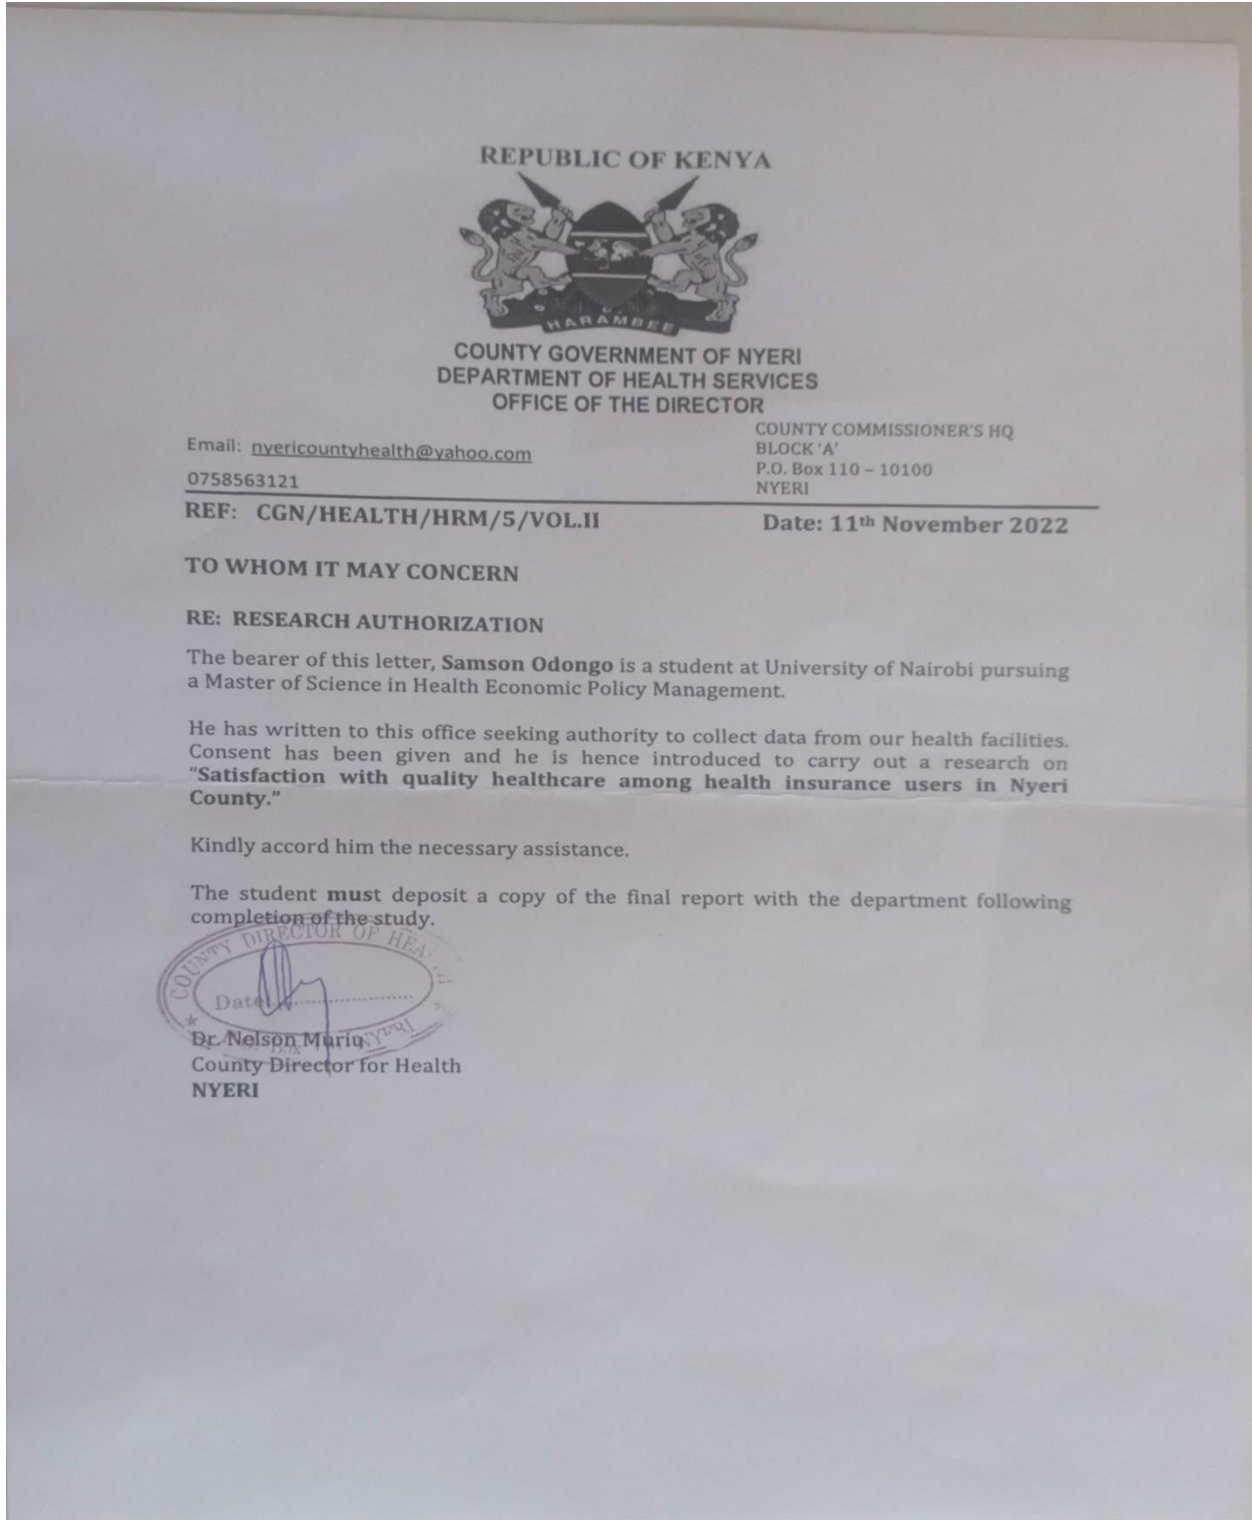 REPUBLIC OF KENYA
HARAMBEE
COUNTY GOVERNMENT OF NYERI
DEPARTMENT OF HEALTH SERVICES
OFFICE OF THE DIRECTOR
Email: nyericountyhealth@yahoo.com
0758563121
COUNTY COMMISSIONER'S HQ
BLOCK 'A'
P.O. Box 110 – 10100
NYERI
REF: CGN/HEALTH/HRM/5/VOL.II
Date: 11th November 2022
TO WHOM IT MAY CONCERN
RE: RESEARCH AUTHORIZATION
The bearer of this letter, Samson Odongo is a student at University of Nairobi pursuing
a Master of Science in Health Economic Policy Management.
He has written to this office seeking authority to collect data from our health facilities.
Consent has been given and he is hence introduced to carry out a research on
"Satisfaction with quality healthcare among health insurance users in Nyeri
County."
Kindly accord him the necessary assistance.
The student must deposit a copy of the final report with the department following
completion of the study.
COUNTY DIRECTOR OF HEALTH
Date
Dr. Nelson Muriu
NYERI
County Director for Health
NYERI